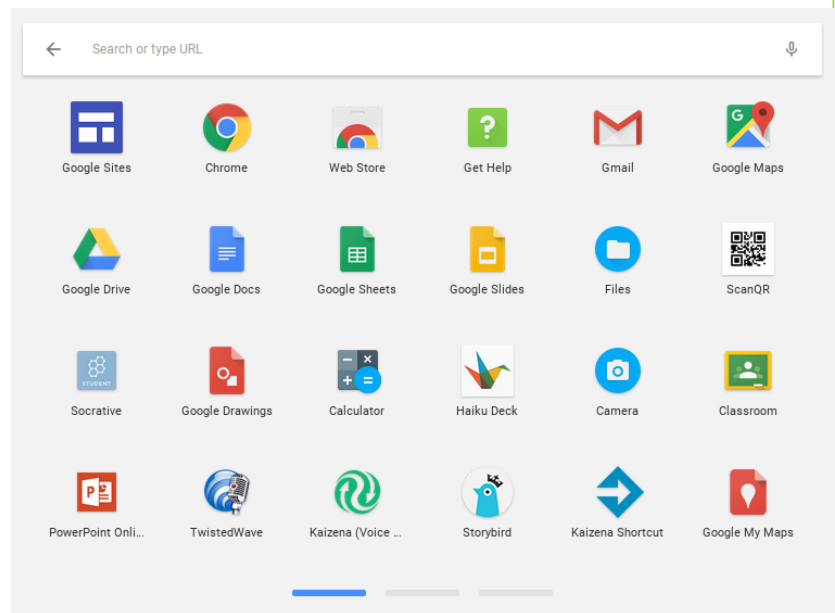 Search or type URL
Google Sites
Chrome
Web Store
Get Help
Gmail
G
Google Maps
Google Drive
Google Docs
Google Sheets
Google Slides
Files
ScanQR
STUDENT
Socrative
Google Drawings
Calculator
Haiku Deck
Camera
Classroom
P
PowerPoint Onli...
TwistedWave
Kaizena (Voice ...
Storybird
Kaizena Shortcut
Google My Maps